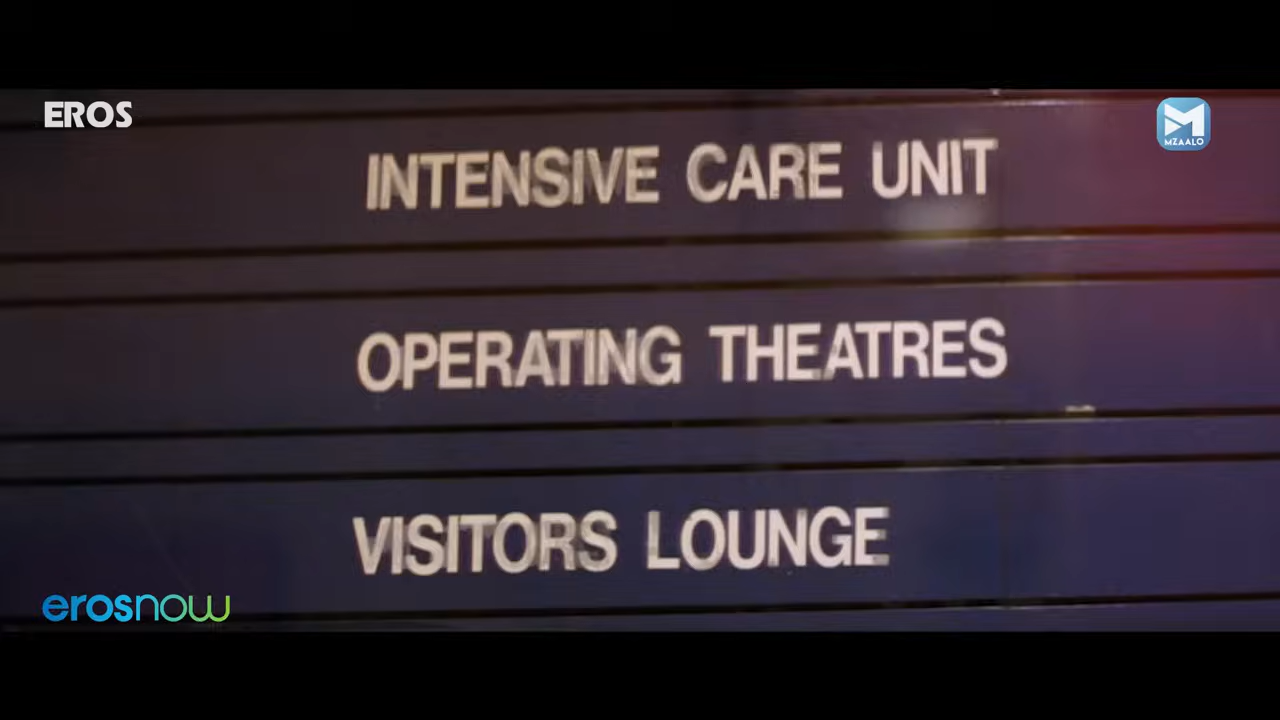 EROS
MZAALO
INTENSIVE CARE UNIT
OPERATING THEATRES
VISITORS LOUNGE
erosnow